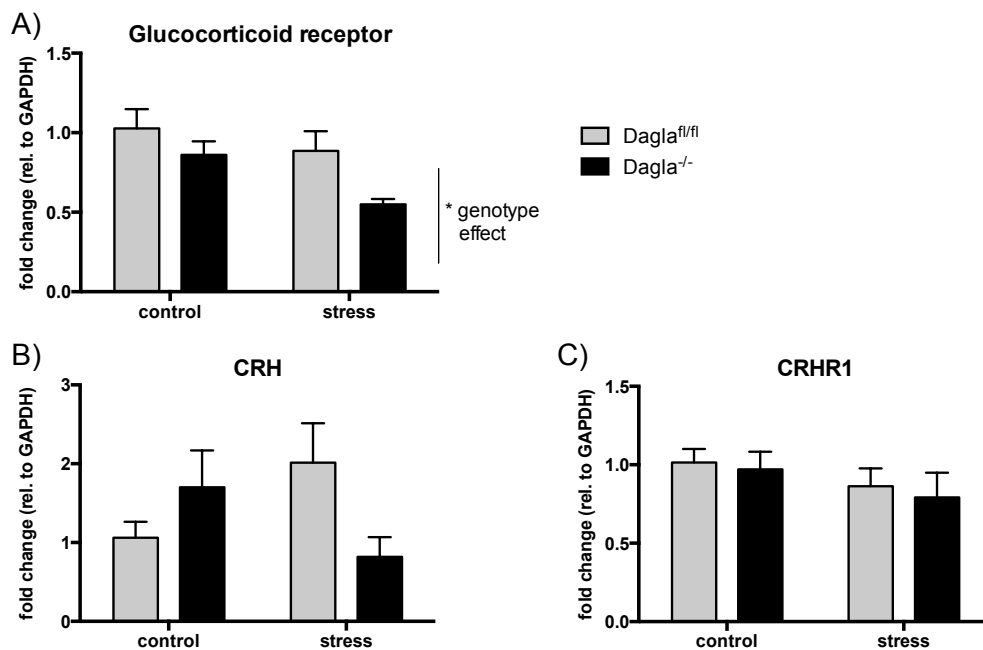 A)
Glucocorticoid receptor
fold change (rel. to GAPDH)
1.5
1.0
0.5
0.0
control stress
* genotype
effect
Dagla^fl/fl
Dagla^-/-
B)
CRH
fold change (rel. to GAPDH)
3
2
1
0
control stress
C)
CRHR1
fold change (rel. to GAPDH)
1.5
1.0
0.5
0.0
control stress